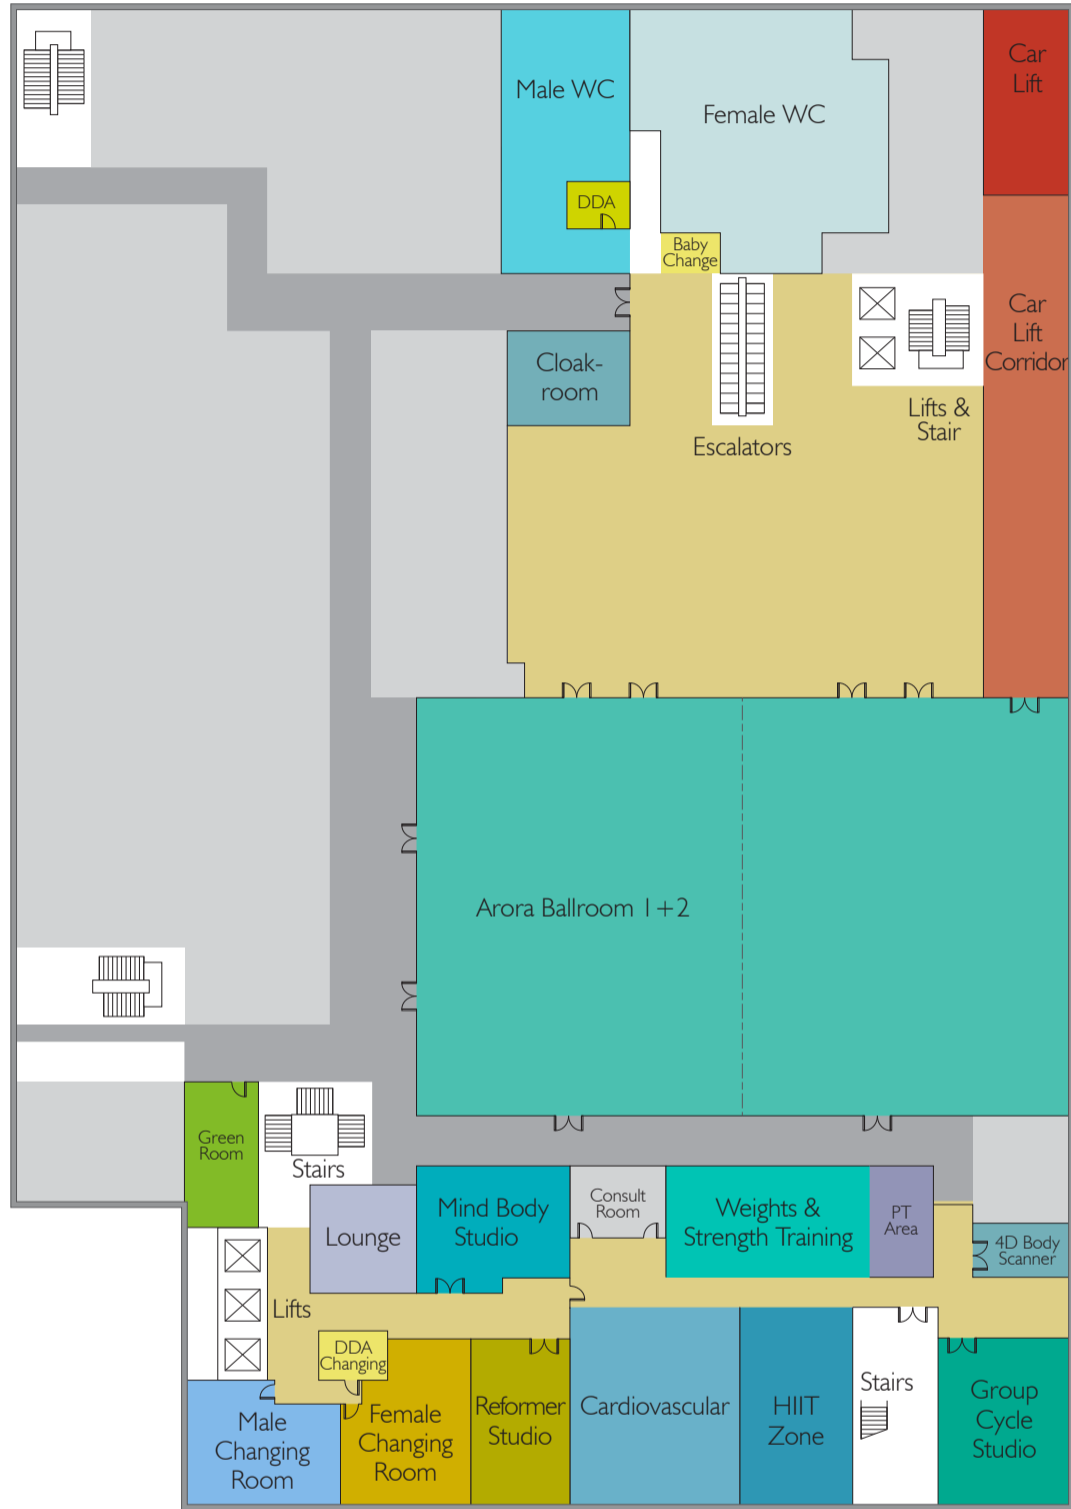 Male WC
Female WC
Car
Lift
DDA
Baby
Change
Cloak-
room
Car
Lift
Corridor
Lifts &
Stair
Escalators
Arora Ballroom 1+2
Green
Room
Stairs
Lounge
Mind Body
Studio
Consult
Room
Weights &
Strength Training
PT
Area
4D Body
Scanner
Lifts
DDA
Changing
Male
Changing
Room
Female
Changing
Room
Reformer
Studio
Cardiovascular
HIIT
Zone
Stairs
Group
Cycle
Studio